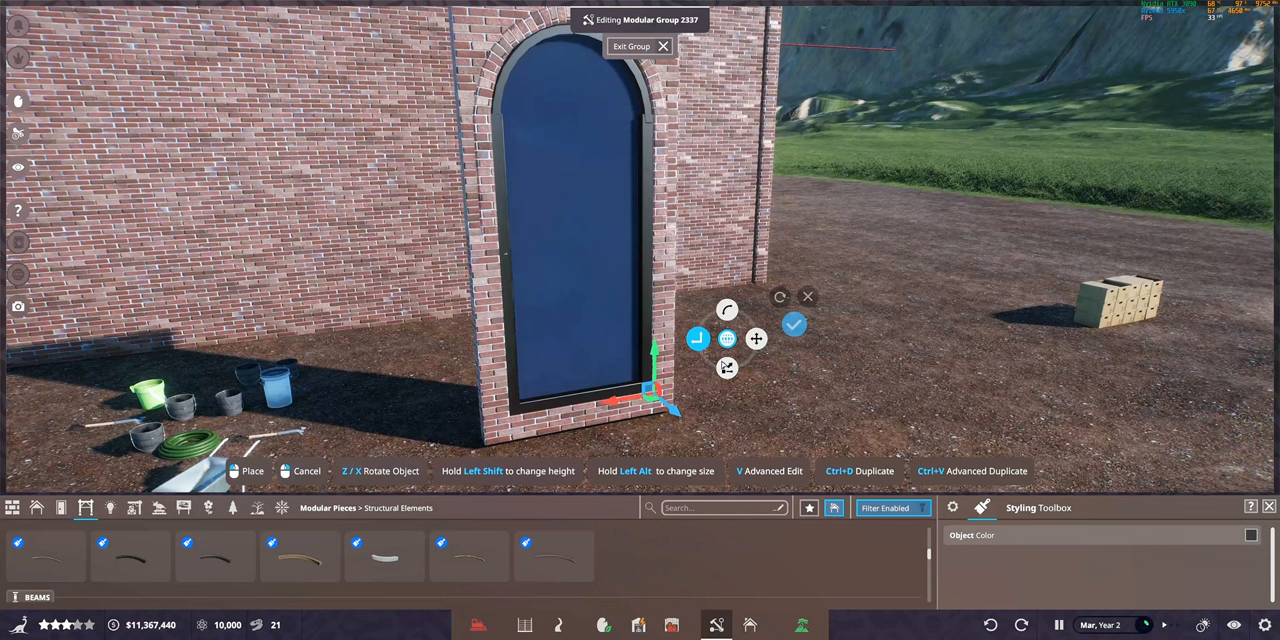 Editing Modular Group 2337
Exit Group
FPS 33
Place
Cancel
Z / X Rotate Object
Hold Left Shift to change height
Hold Left Alt to change size
V Advanced Edit
Ctrl+D Duplicate
Ctrl+V Advanced Duplicate
Modular Pieces > Structural Elements
Search...
Filter Enabled
Styling Toolbox
Object Color
BEAMS
$11,367,440
10,000
21
Mar, Year 2